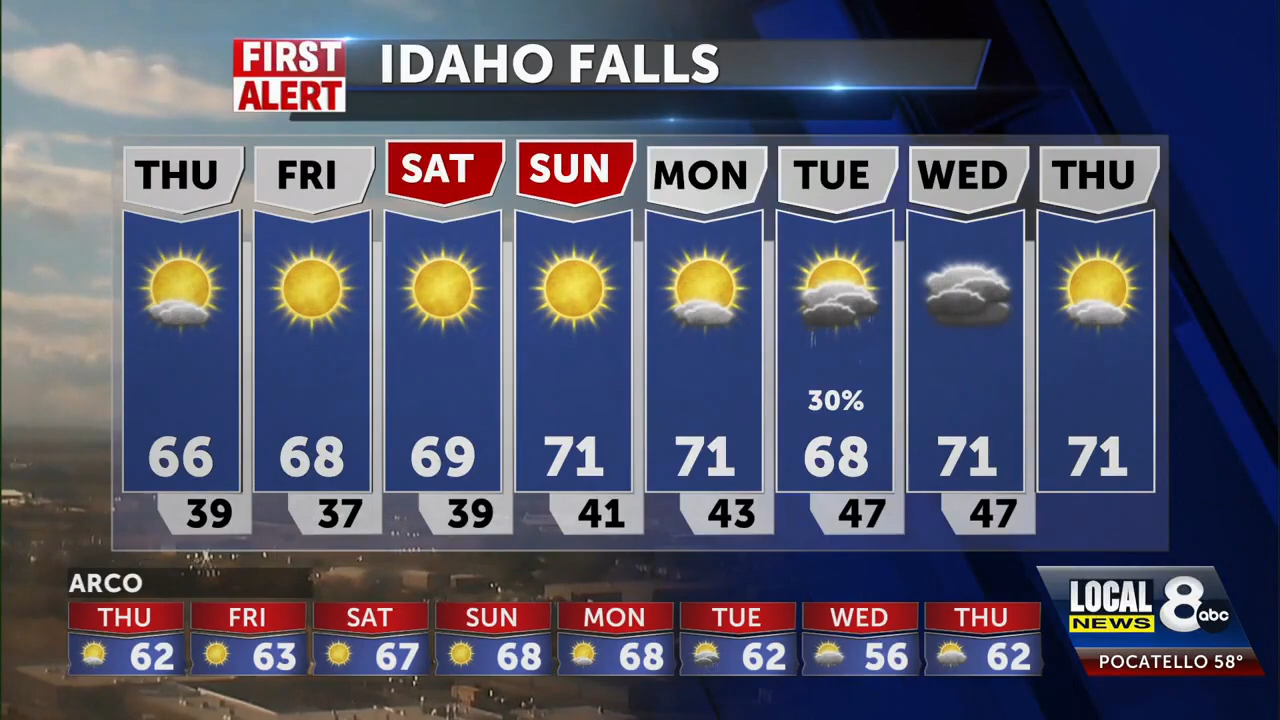 FIRST
ALERT
IDAHO FALLS
THU FRI SAT SUN MON TUE WED THU
30%
66 68 69 71 71 68 71 71
39 37 39 41 43 47 47
ARCO
THU FRI SAT SUN MON TUE WED THU
62 63 67 68 68 62 56 62
LOCAL
NEWS
8
abc
POCATELLO 58°